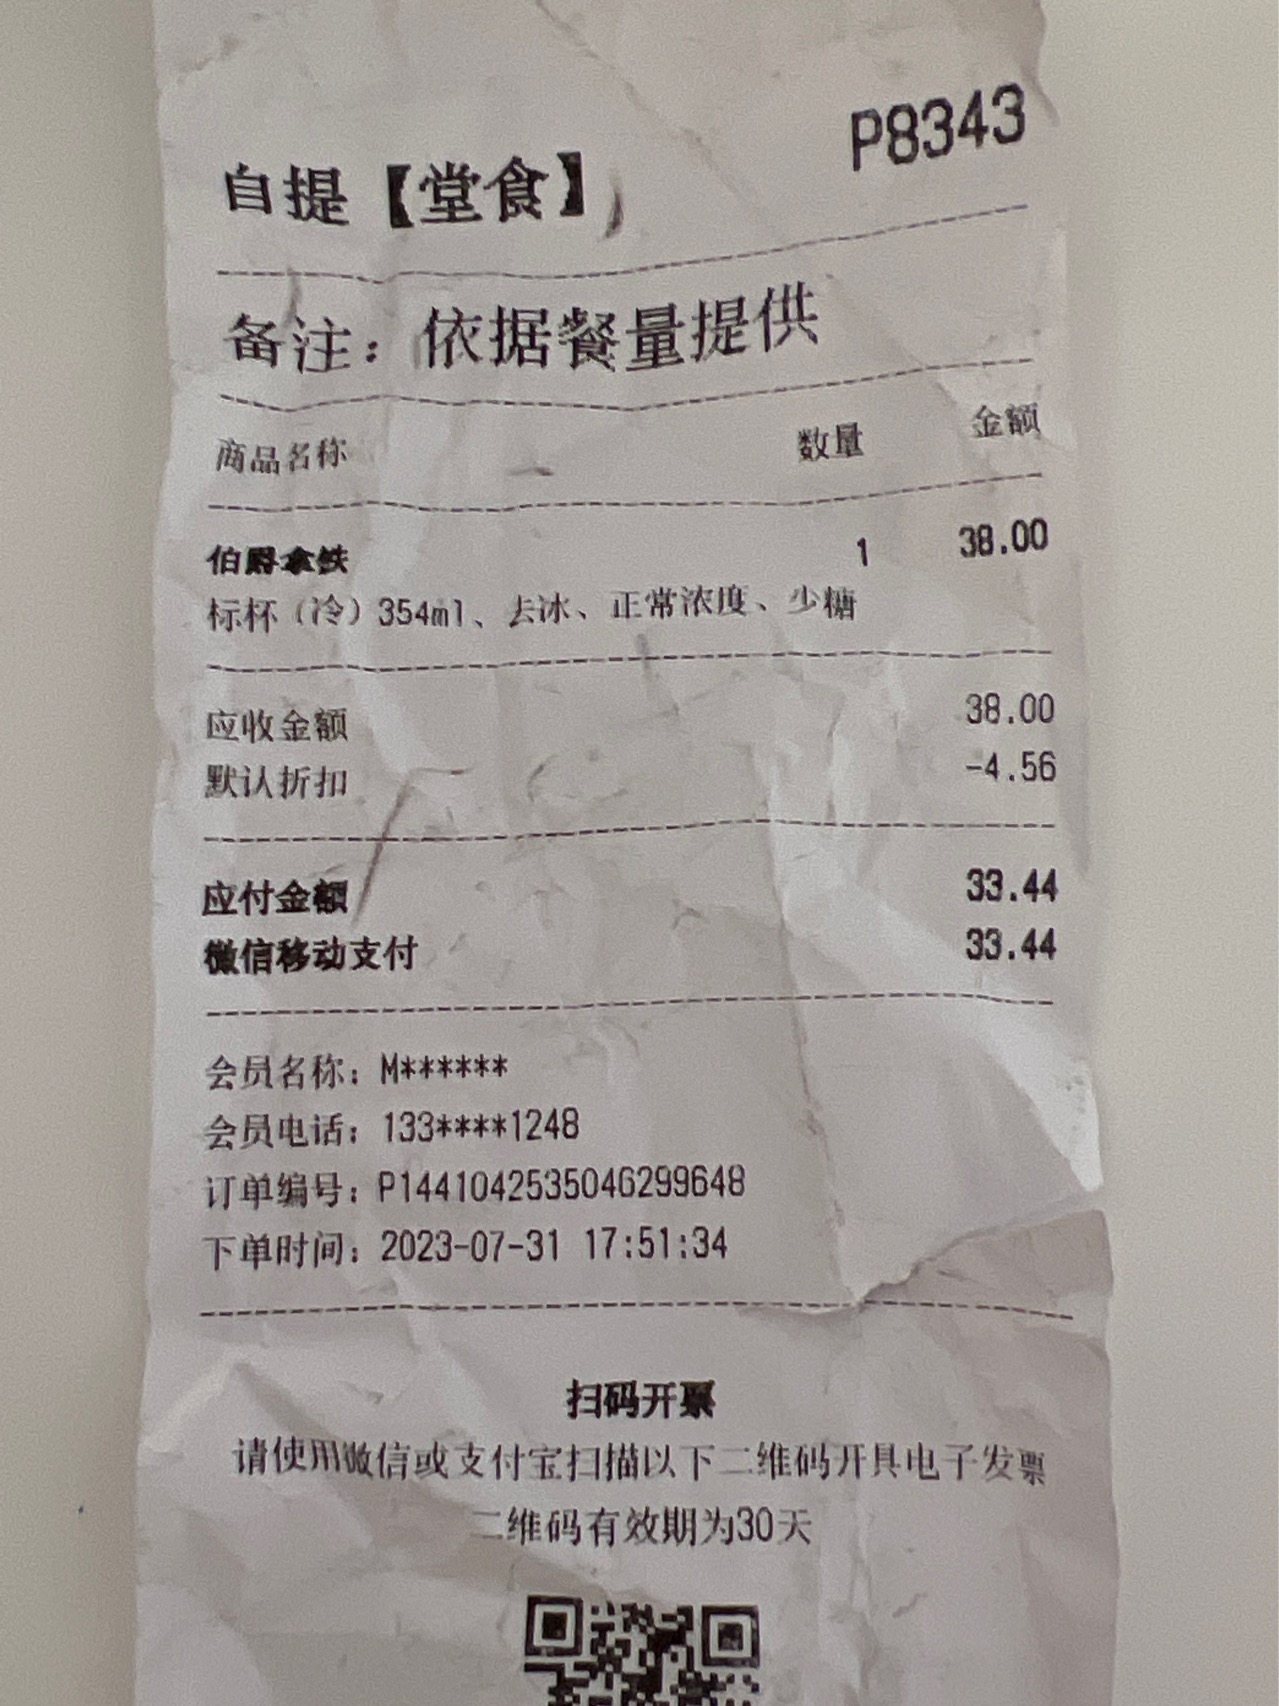 P8343
自提【堂食】
备注：依据餐量提供
商品名称 数量 金额
伯爵拿铁 1 38.00
标杯（冷）354ml、去冰、正常浓度、少糖
应收金额 38.00
默认折扣 -4.56
应付金额 33.44
微信移动支付 33.44
会员名称：M******
会员电话：133****1248
订单编号：P1441042535046299648
下单时间：2023-07-31 17:51:34
扫码开票
请使用微信或支付宝扫描以下二维码开具电子发票
二维码有效期为30天